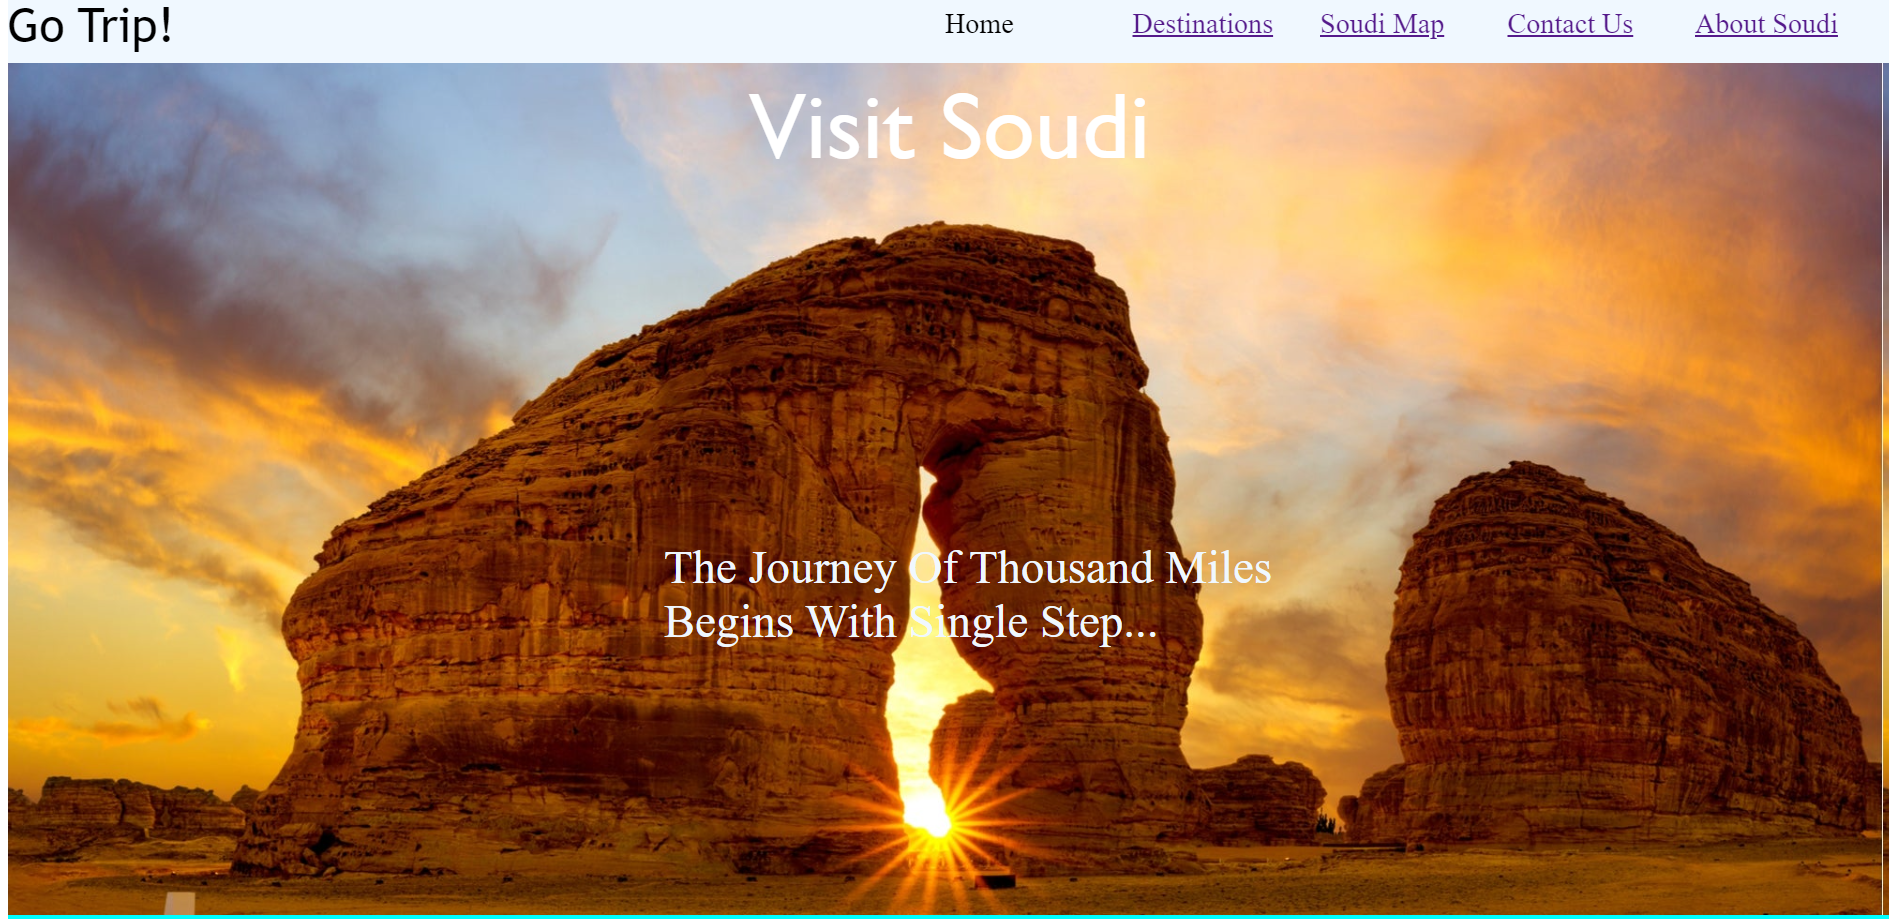 Go Trip!
Home Destinations Soudi Map Contact Us About Soudi
Visit Soudi
The Journey Of Thousand Miles
Begins With Single Step...